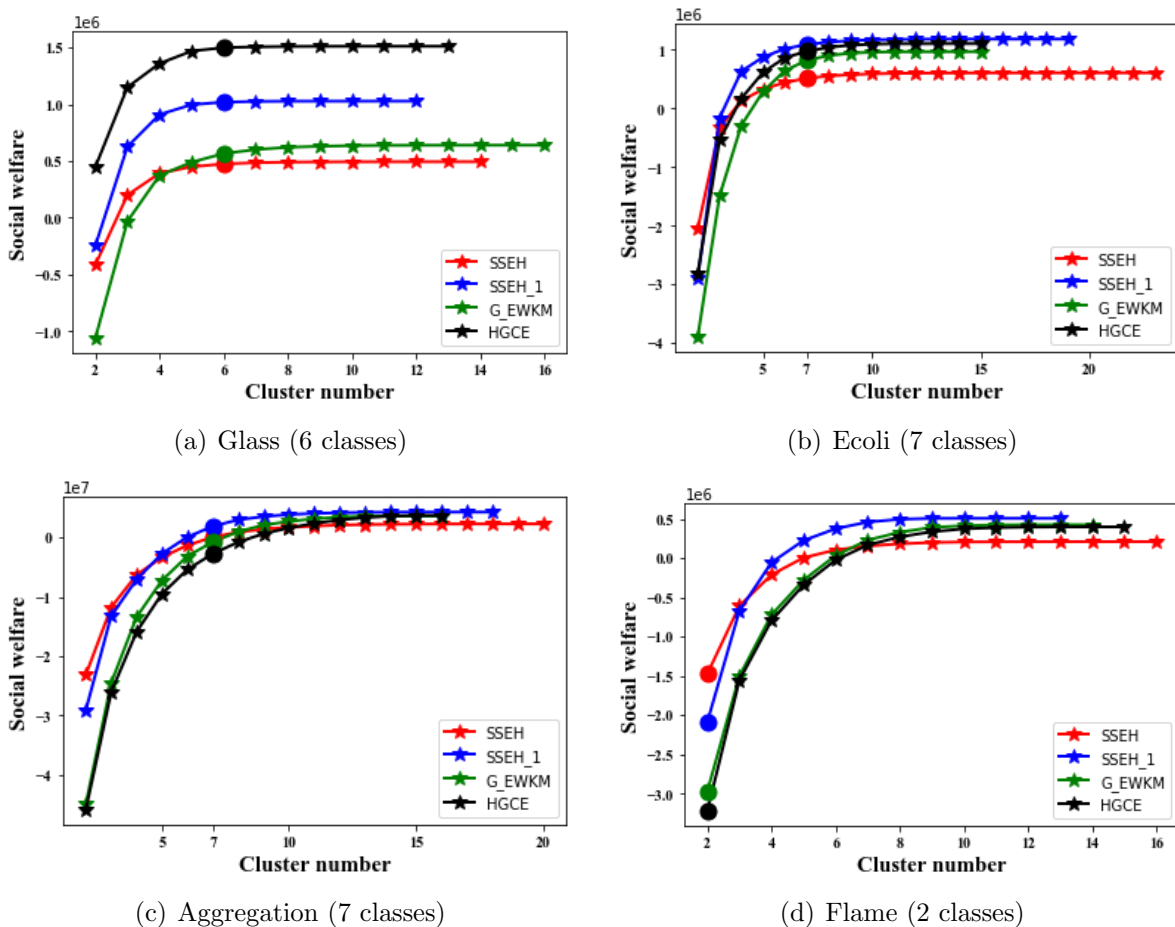 1e6
Social welfare
1.5
1.0
0.5
0.0
−0.5
−1.0
SSEH
SSEH_1
G_EWKM
HGCE
2 4 6 8 10 12 14 16
Cluster number
(a) Glass (6 classes)
1e6
Social welfare
1
0
−1
−2
−3
−4
SSEH
SSEH_1
G_EWKM
HGCE
5 7 10 15 20
Cluster number
(b) Ecoli (7 classes)
1e7
Social welfare
0
−1
−2
−3
−4
SSEH
SSEH_1
G_EWKM
HGCE
5 7 10 15 20
Cluster number
(c) Aggregation (7 classes)
1e6
Social welfare
0.5
0.0
−0.5
−1.0
−1.5
−2.0
−2.5
−3.0
SSEH
SSEH_1
G_EWKM
HGCE
2 4 6 8 10 12 14 16
Cluster number
(d) Flame (2 classes)